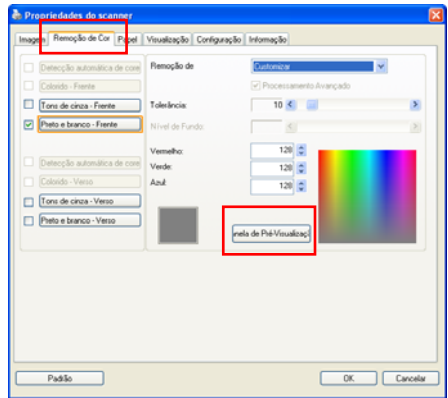 Propriedades do scanner
Imagem Remoção de Cor Papel Visualização Configuração Informação
Detecção automática de core
Colorido - Frente
Tons de cinza - Frente
Preto e branco - Frente
Detecção automática de core
Colorido - Verso
Tons de cinza - Verso
Preto e branco - Verso
Remoção de Customizar
Processamento Avançado
Tolerância: 10
Nível de Fundo:
Vermelho: 128
Verde: 128
Azul: 128
nela de Pré-Visualizaçã
Padrão OK Cancelar